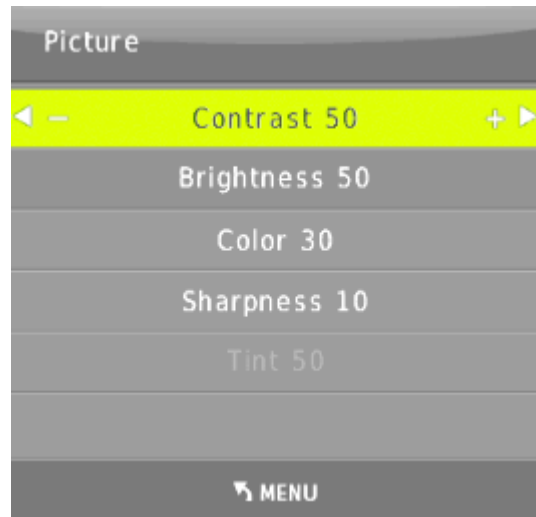 Picture
− Contrast 50 +
Brightness 50
Color 30
Sharpness 10
Tint 50
MENU